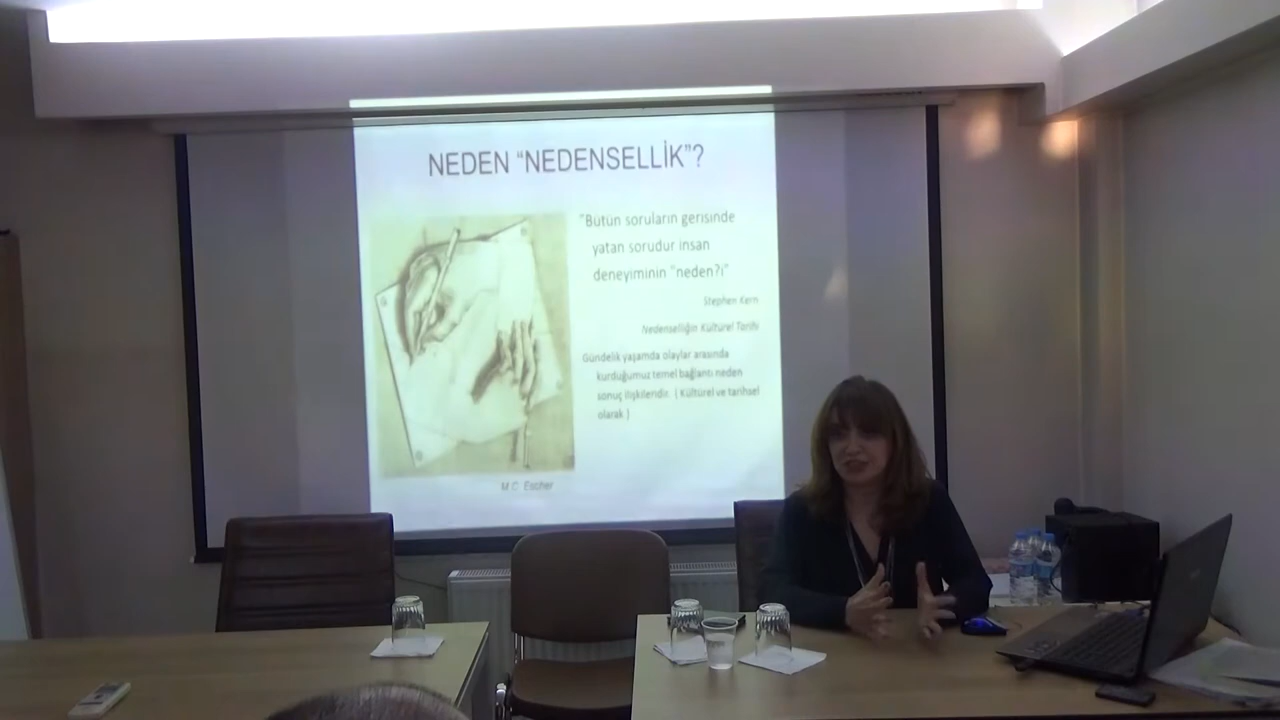 NEDEN “NEDENSELLİK”?
"Bütün soruların gerisinde
yatan sorudur insan
deneyiminin "neden?i"
Stephen Kern
Nedenselliğin Kültürel Tarihi
Gündelik yaşamda olaylar arasında
kurduğumuz temel bağlantı neden
sonuç ilişkileridir. ( Kültürel ve tarihsel
olarak )
M.C. Escher